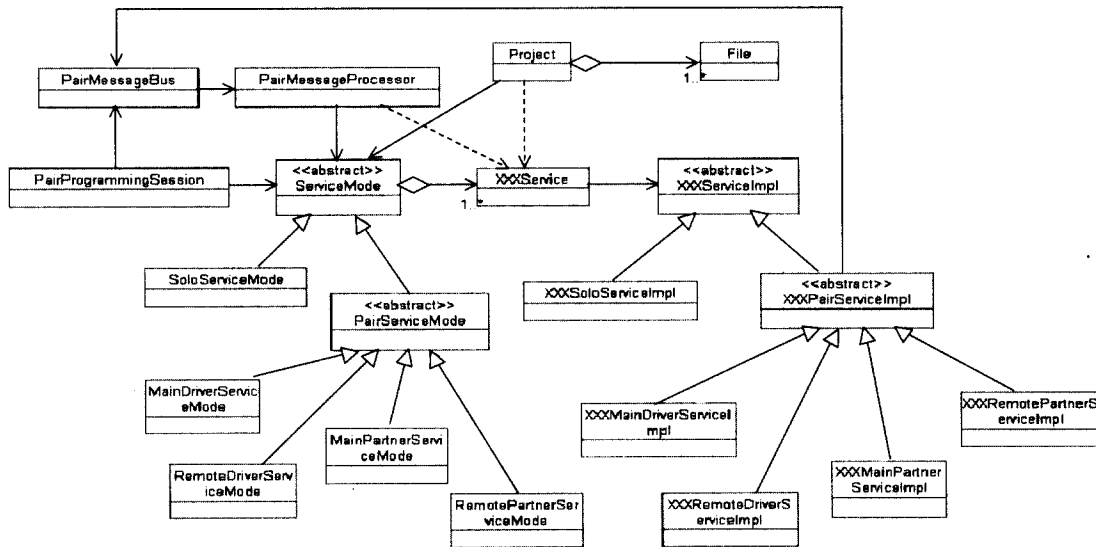 Project
File
PairMessageBus
PairMessageProcessor
1..*
<<abstract>>
ServiceMode
XXXService
<<abstract>>
XXXServiceImpl
PairProgrammingSession
1..*
SoloServiceMode
XXXSoloServiceImpl
<<abstract>>
XXXPairServiceImpl
<<abstract>>
PairServiceMode
MainDriverServic
eMode
XXXMainDriverServiceI
mpl
XXXRemotePartnerS
erviceImpl
MainPartnerServi
ceMode
RemoteDriverServ
iceMode
XXXMainPartner
ServiceImpl
RemotePartnerSer
viceMode
XXXRemoteDriverS
erviceImpl